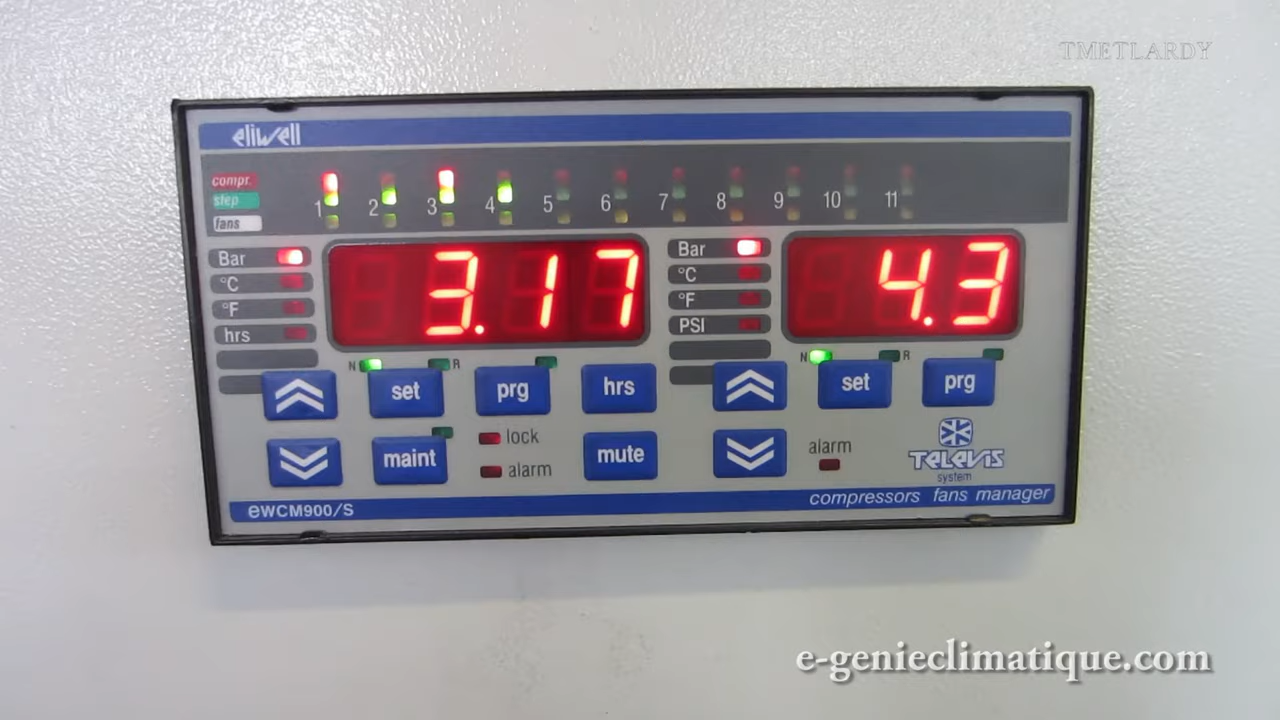 TMETLARDY
eliwell
compr.
step
fans
1 2 3 4 5 6 7 8 9 10 11
Bar
°C
°F
hrs
3.17
Bar
°C
°F
PSI
4.3
N R N R
set prg hrs set prg
maint lock alarm mute alarm
TELEVIS
system
compressors fans manager
eWCM900/S
e-genieclimatique.com